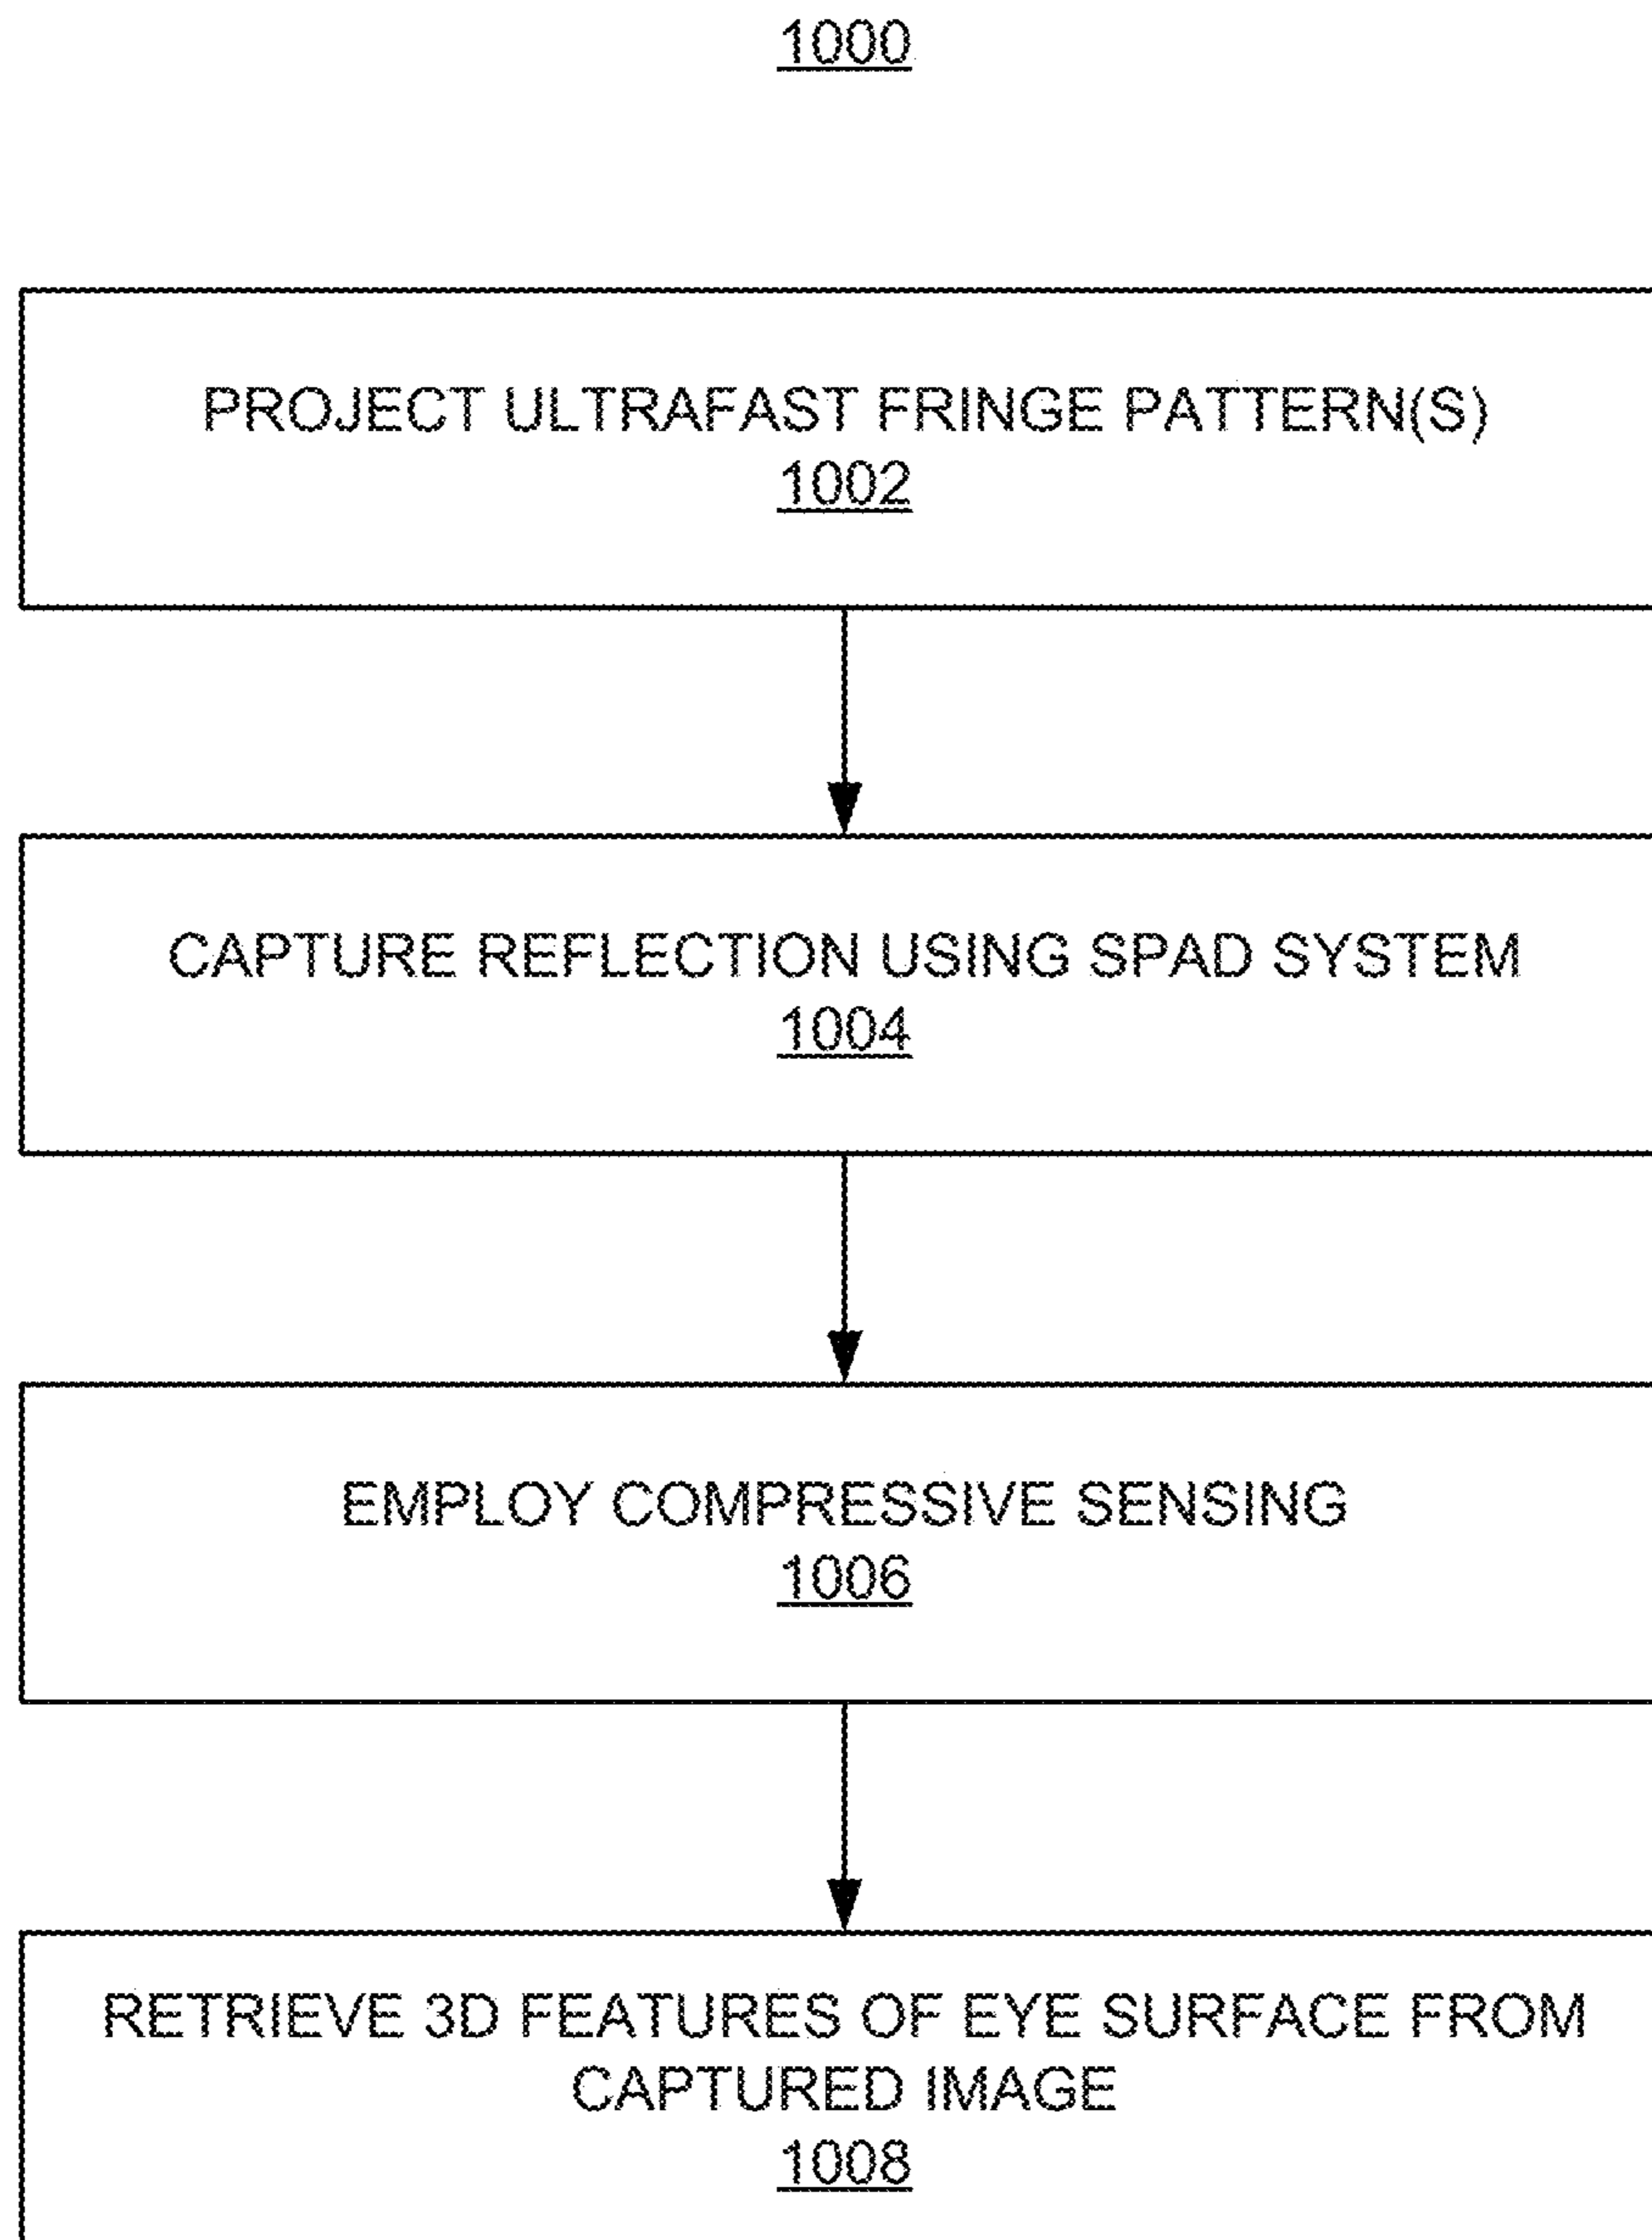 1000
PROJECT ULTRAFAST FRINGE PATTERN(S)
1002
CAPTURE REFLECTION USING SPAD SYSTEM
1004
EMPLOY COMPRESSIVE SENSING
1006
RETRIEVE 3D FEATURES OF EYE SURFACE FROM
CAPTURED IMAGE
1008